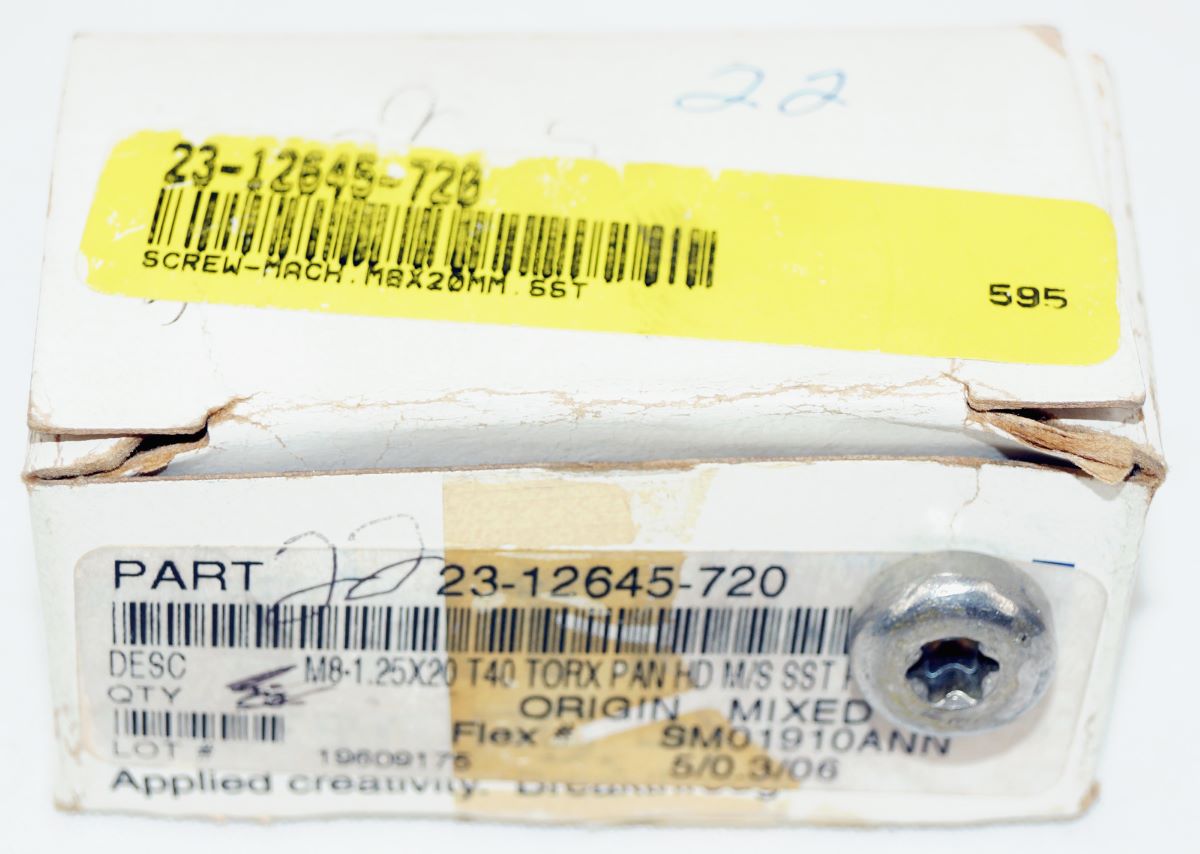 22
23-12645-720
SCREW-MACH.M8X20MM.SST
595
PART 22 23-12645-720
DESC M8-1.25X20 T40 TORX PAN HD M/S SST
QTY
ORIGIN MIXED
Flex # SM01910ANN
LOT # 19609175
5/0.3/06
Applied creativity.